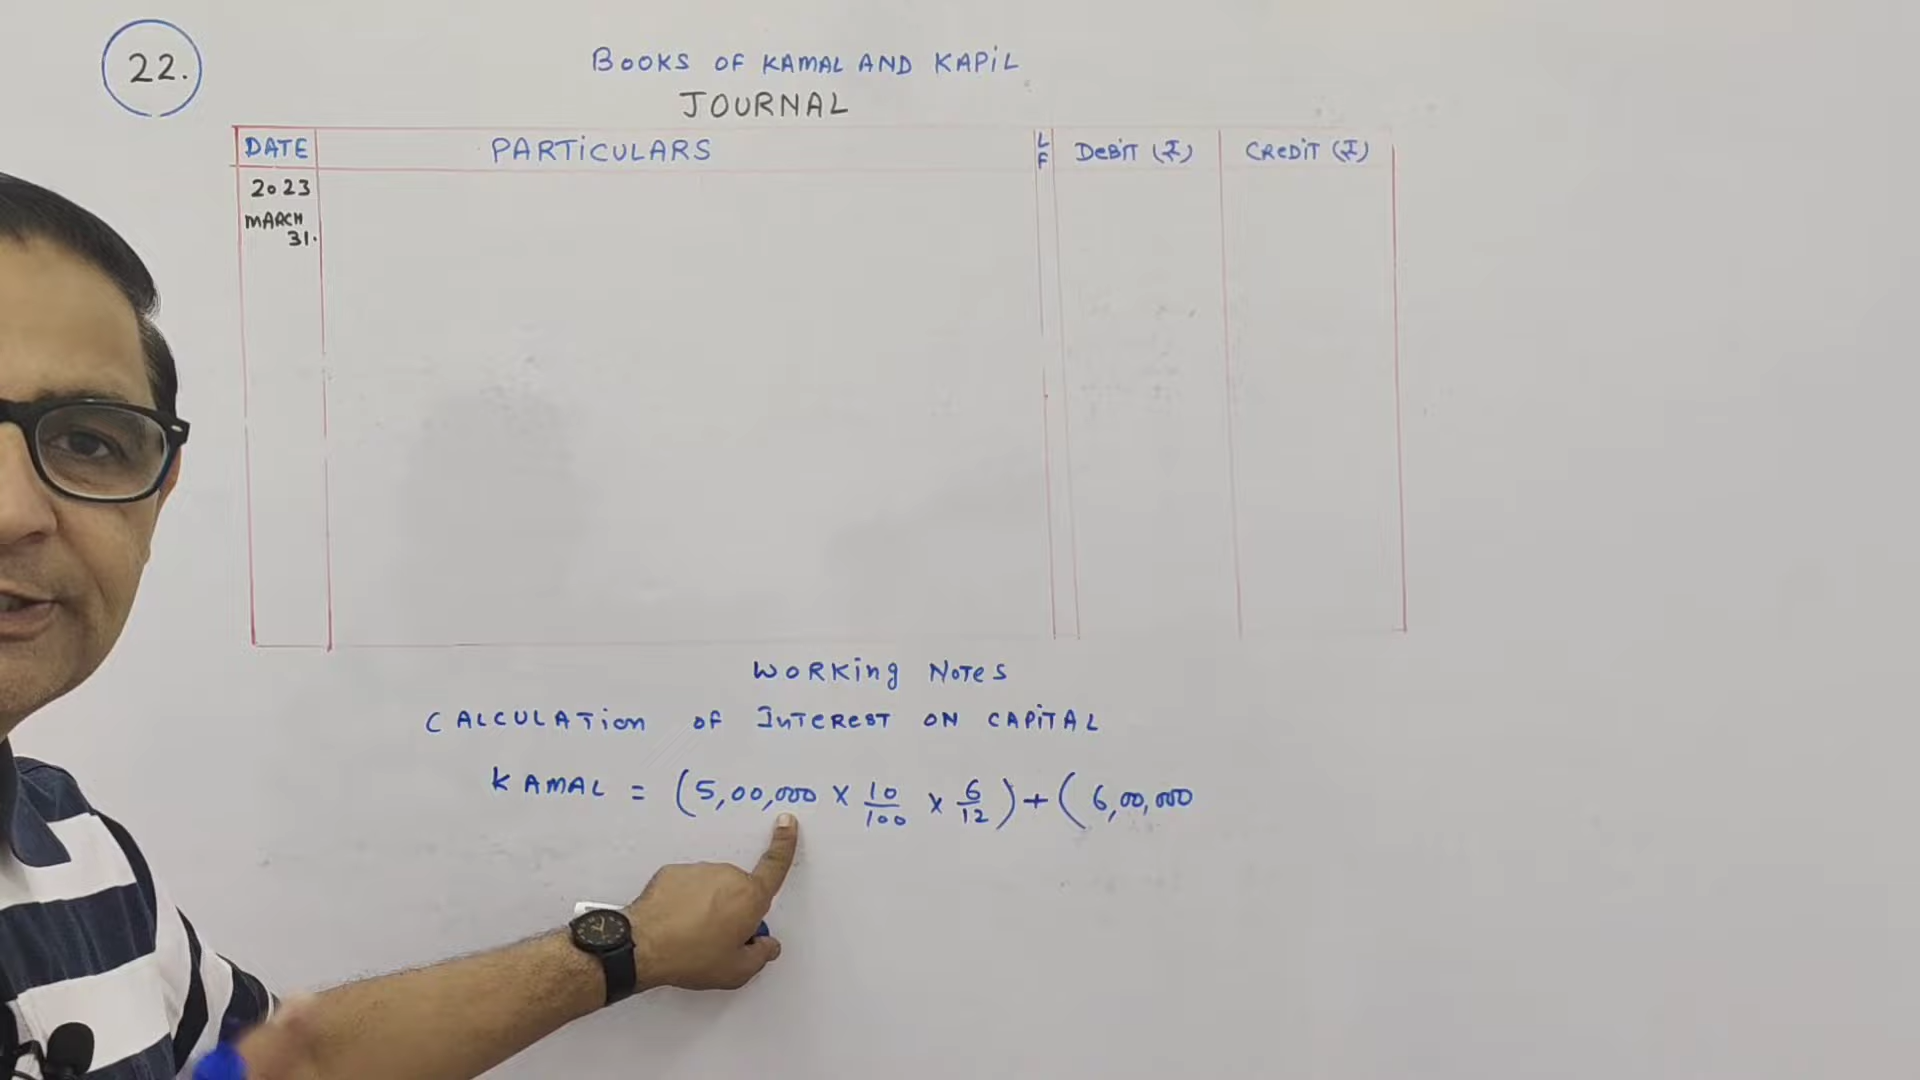 22.
BOOKS OF KAMAL AND KAPIL
JOURNAL
DATE PARTICULARS LF DEBIT (₹) CREDIT (₹)
2023
MARCH
31.
WORKING NOTES
CALCULATION OF INTEREST ON CAPITAL
KAMAL = (5,00,000 × 10/100 × 6/12) + (6,00,000